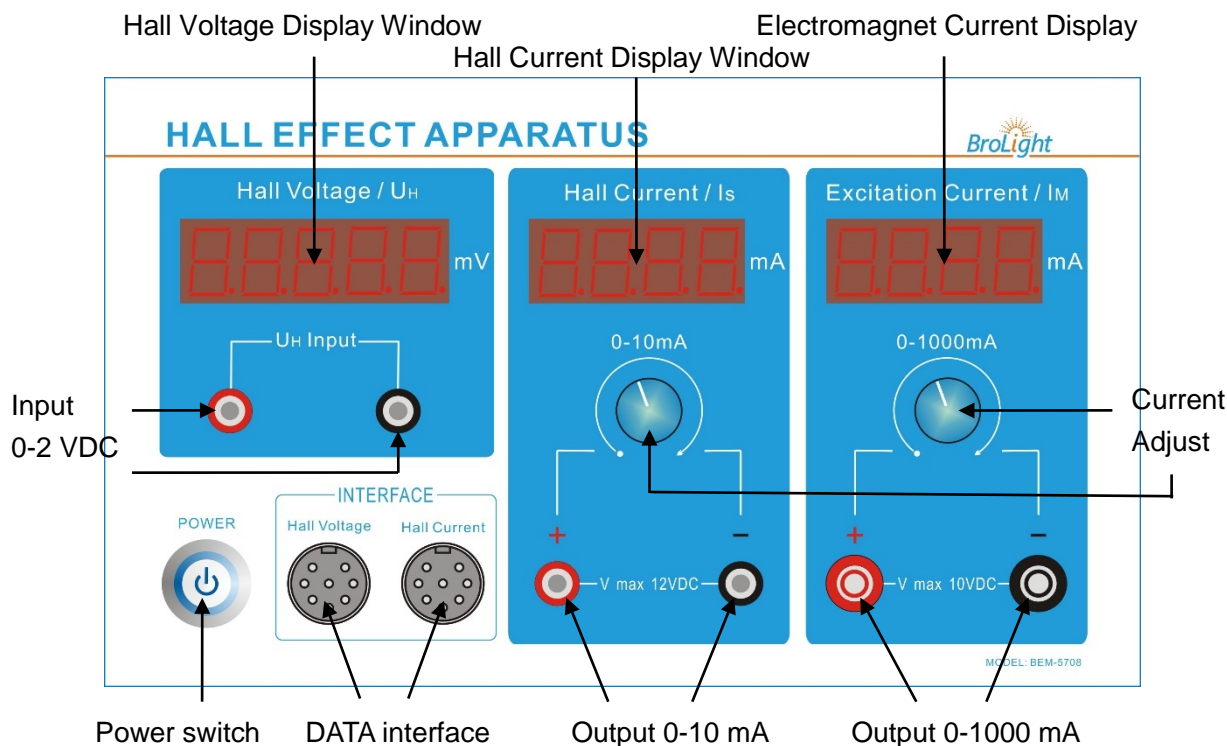 Hall Voltage Display Window
Electromagnet Current Display
Hall Current Display Window
HALL EFFECT APPARATUS
BroLight
Hall Voltage / UH
Hall Current / Is
Excitation Current / IM
mV
mA
mA
UH Input
0-10mA
0-1000mA
Input
0-2 VDC
Current
Adjust
INTERFACE
Hall Voltage
Hall Current
POWER
+
−
+
−
V max 12VDC
V max 10VDC
MODEL: BEM-5708
Power switch
DATA interface
Output 0-10 mA
Output 0-1000 mA